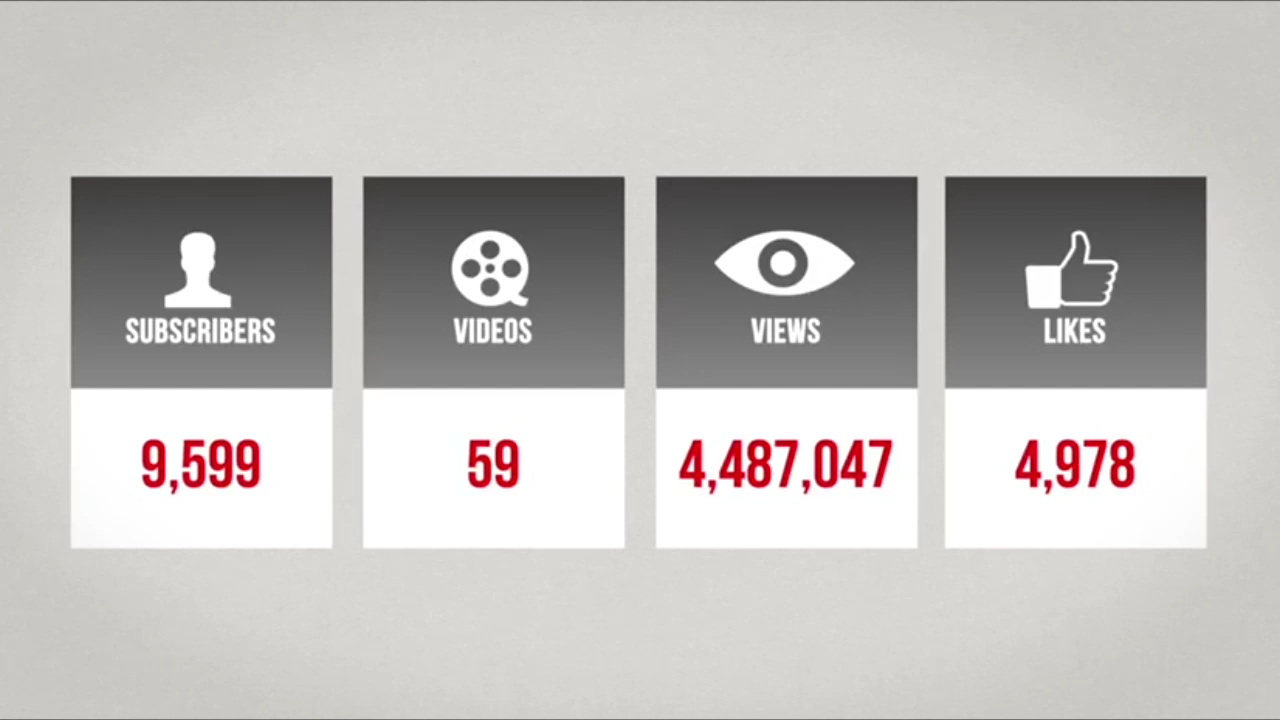 SUBSCRIBERS
9,599
VIDEOS
59
VIEWS
4,487,047
LIKES
4,978